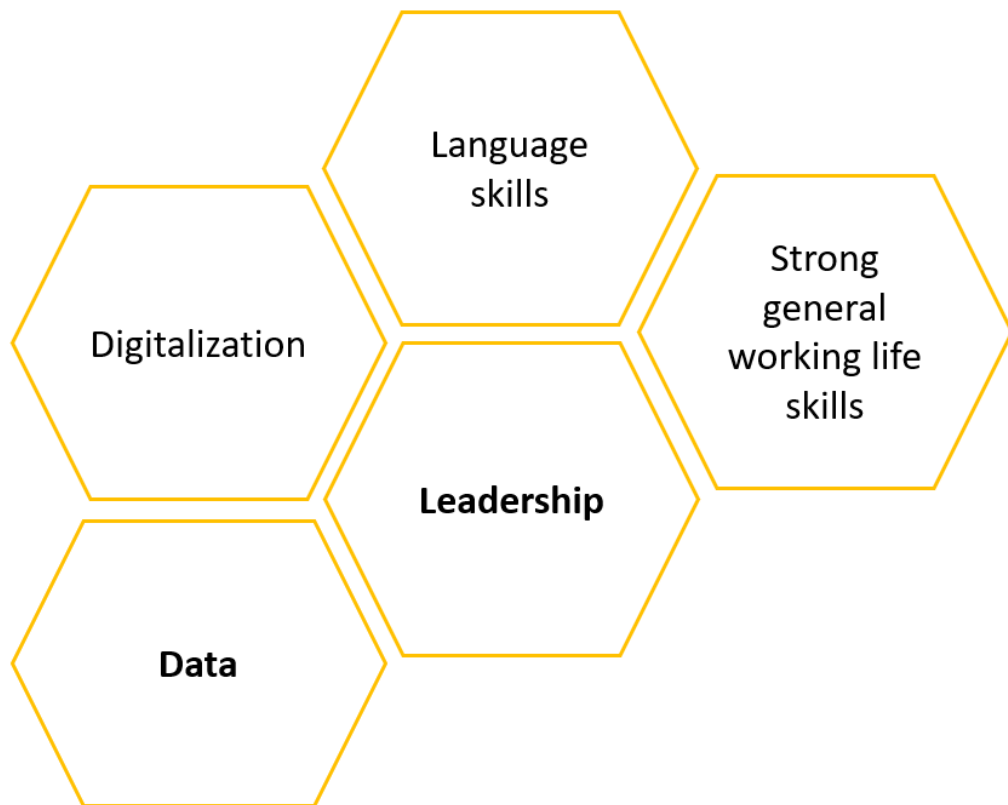 Language
skills
Digitalization
Strong
general
working life
skills
Leadership
Data